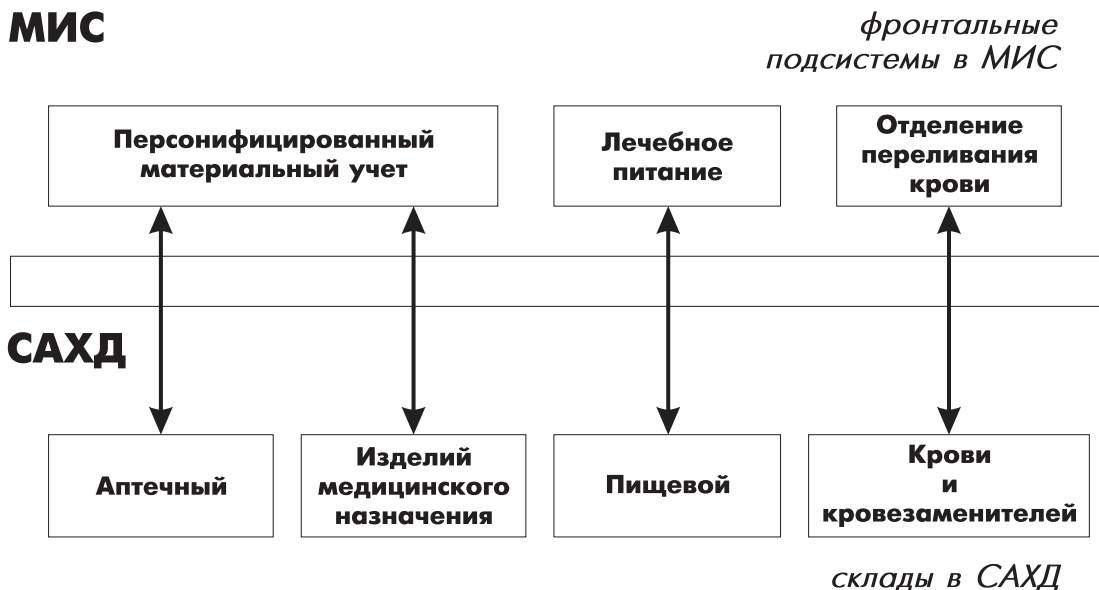 МИС
фронтальные
подсистемы в МИС
Персонифицированный
материальный учет
Лечебное
питание
Отделение
переливания
крови
САХД
Аптечный
Изделий
медицинского
назначения
Пищевой
Крови
и
кровезаменителей
склады в САХД